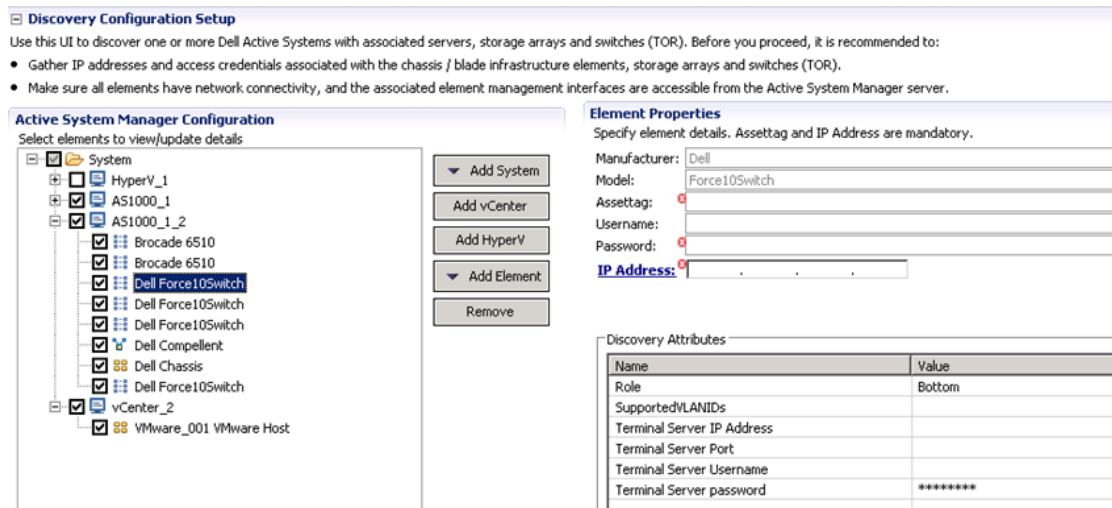 Discovery Configuration Setup
Use this UI to discover one or more Dell Active Systems with associated servers, storage arrays and switches (TOR). Before you proceed, it is recommended to:
• Gather IP addresses and access credentials associated with the chassis / blade infrastructure elements, storage arrays and switches (TOR).
• Make sure all elements have network connectivity, and the associated element management interfaces are accessible from the Active System Manager server.
Active System Manager Configuration
Select elements to view/update details
System
HyperV_1
AS1000_1
AS1000_1_2
Brocade 6510
Brocade 6510
Dell Force10Switch
Dell Force10Switch
Dell Force10Switch
Dell Compellent
Dell Chassis
Dell Force10Switch
vCenter_2
VMware_001 VMware Host
Add System
Add vCenter
Add HyperV
Add Element
Remove
Element Properties
Specify element details. Assettag and IP Address are mandatory.
Manufacturer: Dell
Model: Force10Switch
Assettag:
Username:
Password:
IP Address: . . .
Discovery Attributes
Name Value
Role Bottom
SupportedVLANIDs
Terminal Server IP Address
Terminal Server Port
Terminal Server Username
Terminal Server password ********